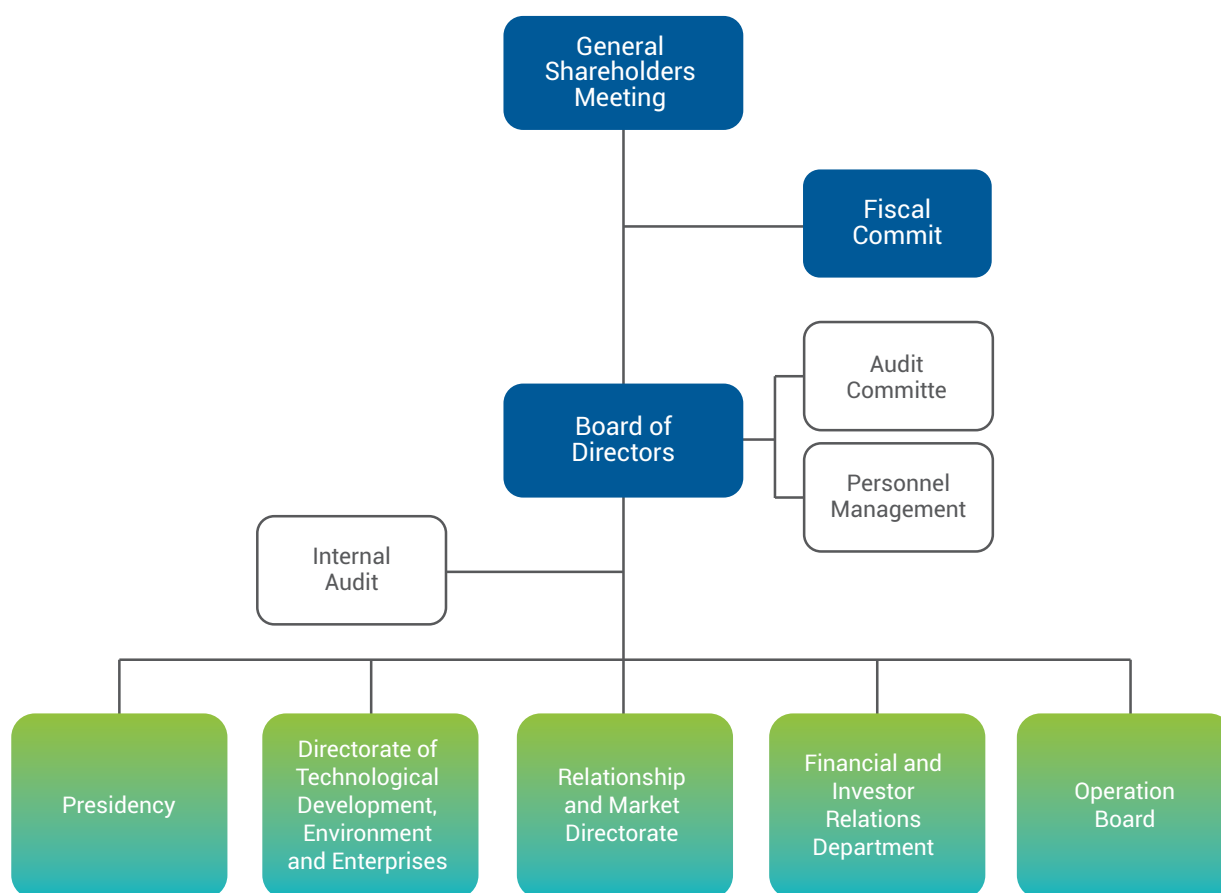 General
Shareholders
Meeting
Fiscal
Commit
Audit
Committe
Board of
Directors
Personnel
Management
Internal
Audit
Presidency
Directorate of
Technological
Development,
Environment
and Enterprises
Relationship
and Market
Directorate
Financial and
Investor
Relations
Department
Operation
Board